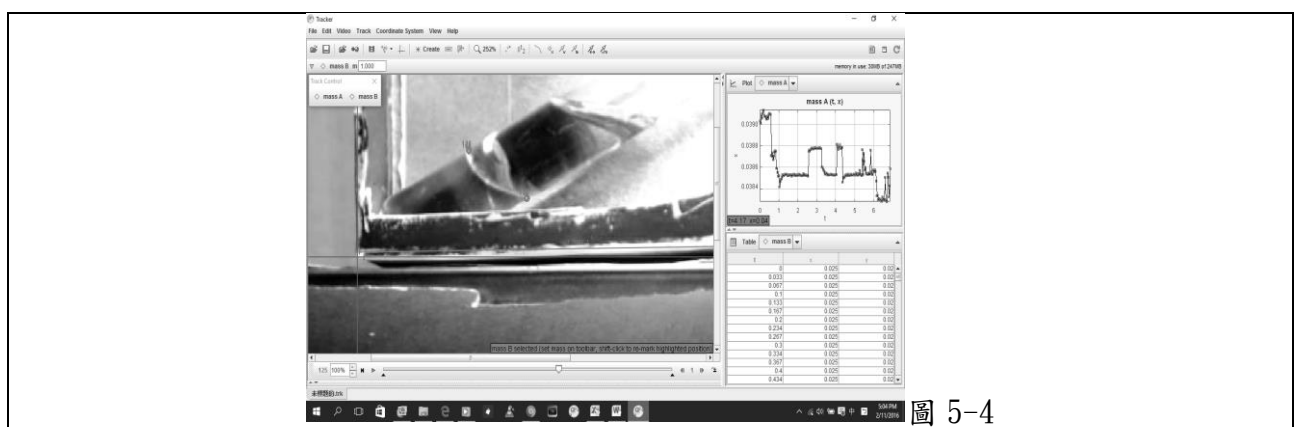 Tracker
File Edit Video Track Coordinate System View Help
Create 252%
mass B m 1.000 memory in use: 30MB of 247MB
Track Control
mass A mass B
Plot mass A
mass A (t, x)
0.0388
0.0386
0.0384
0 1 2 3 4 5 6
t
Table mass B
t
0 0.025 0.02
0.033 0.025 0.02
0.067 0.025 0.02
0.1 0.025 0.02
0.133 0.025 0.02
0.167 0.025 0.02
0.2 0.025 0.02
0.234 0.025 0.02
0.267 0.025 0.02
0.3 0.025 0.02
0.334 0.025 0.02
0.367 0.025 0.02
0.4 0.025 0.02
0.434 0.025 0.02
mass B selected (set mass on toolbar, shift-click to re-mark highlighted position)
125 100% 1
未標題的.trk
中
5:04 PM
2/11/2016
圖 5-4